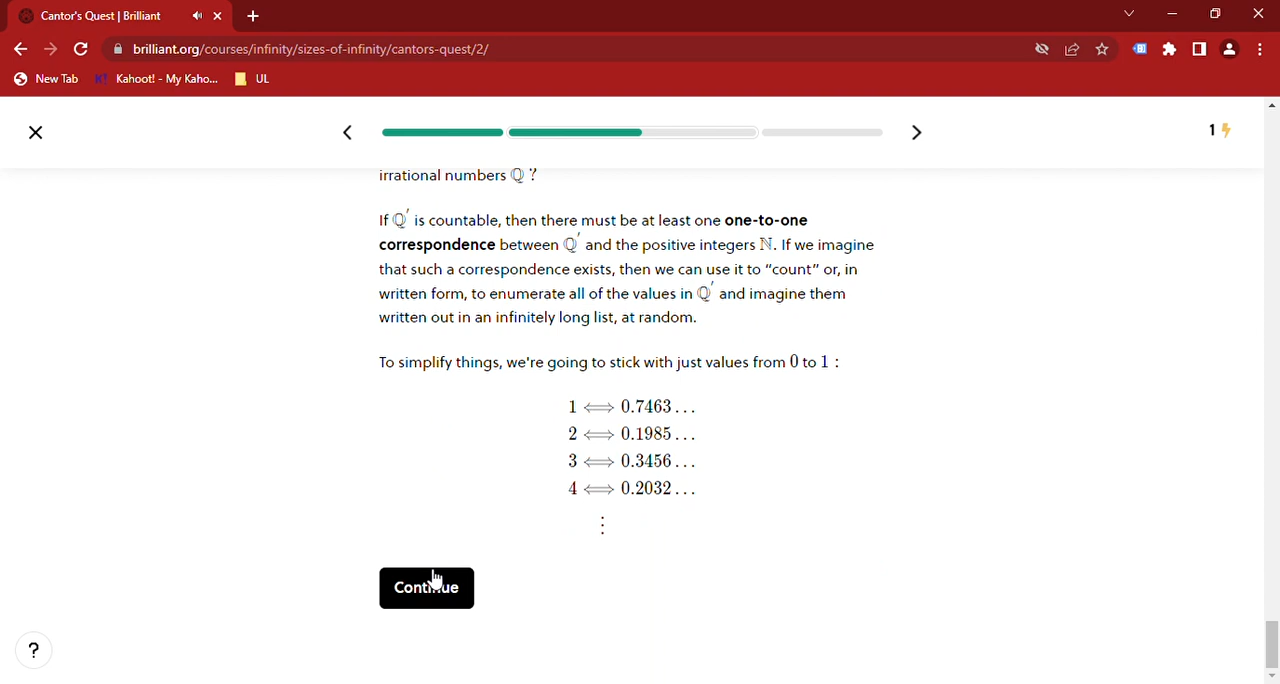 Cantor's Quest | Brilliant
brilliant.org/courses/infinity/sizes-of-infinity/cantors-quest/2/
New Tab K! Kahoot! - My Kaho... UL
1
irrational numbers ℚ ?
If ℚ′ is countable, then there must be at least one one-to-one
correspondence between ℚ′ and the positive integers ℕ. If we imagine
that such a correspondence exists, then we can use it to “count” or, in
written form, to enumerate all of the values in ℚ′ and imagine them
written out in an infinitely long list, at random.
To simplify things, we're going to stick with just values from 0 to 1 :
1 ⟺ 0.7463 . . .
2 ⟺ 0.1985 . . .
3 ⟺ 0.3456 . . .
4 ⟺ 0.2032 . . .
⋮
Continue
?